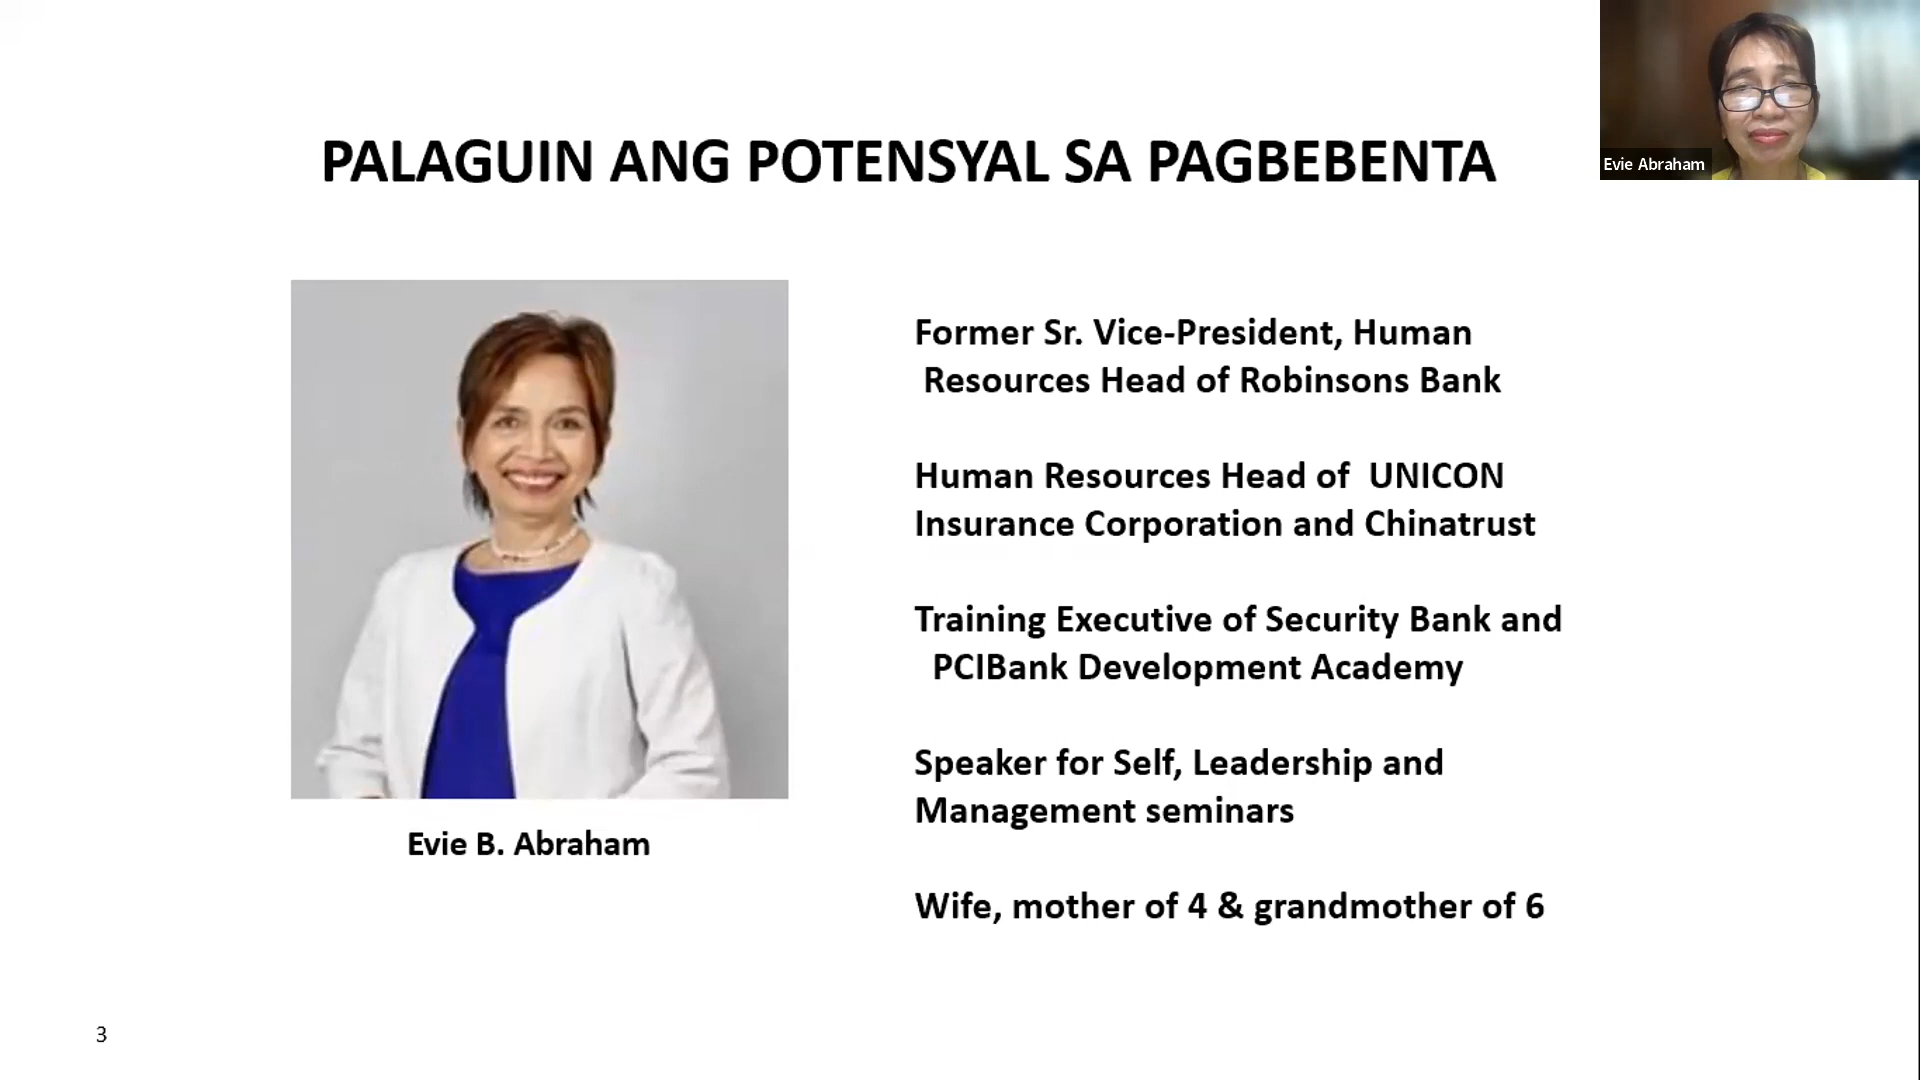 PALAGUIN ANG POTENSYAL SA PAGBEBENTA
Evie Abraham
Former Sr. Vice-President, Human
Resources Head of Robinsons Bank
Human Resources Head of UNICON
Insurance Corporation and Chinatrust
Training Executive of Security Bank and
PCIBank Development Academy
Speaker for Self, Leadership and
Management seminars
Wife, mother of 4 & grandmother of 6
Evie B. Abraham
3